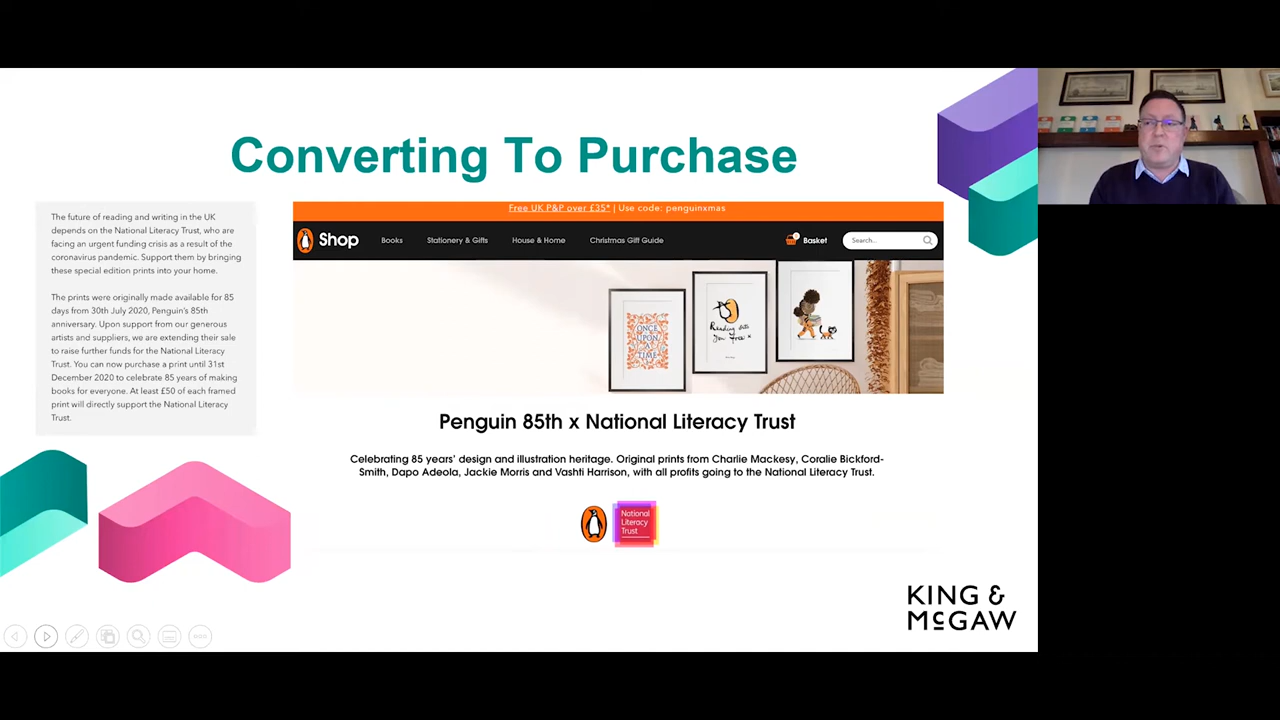 Converting To Purchase
The future of reading and writing in the UK
depends on the National Literacy Trust, who are
facing an urgent funding crisis as a result of the
coronavirus pandemic. Support them by bringing
these special edition prints into your home.
The prints were originally made available for 85
days from 30th July 2020, Penguin's 85th
anniversary. Upon support from our generous
artists and suppliers, we are extending their sale
to raise further funds for the National Literacy
Trust. You can now purchase a print until 31st
December 2020 to celebrate 85 years of making
books for everyone. At least £50 of each framed
print will directly support the National Literacy
Trust.
Free UK P&P over £35* | Use code: penguinxmas
Shop Books Stationery & Gifts House & Home Christmas Gift Guide Basket Search...
ONCE
UPON
A
TIME
Reading sets
you free x
Penguin 85th x National Literacy Trust
Celebrating 85 years' design and illustration heritage. Original prints from Charlie Mackesy, Coralie Bickford-
Smith, Dapo Adeola, Jackie Morris and Vashti Harrison, with all profits going to the National Literacy Trust.
National
Literacy
Trust
KING &
McGAW